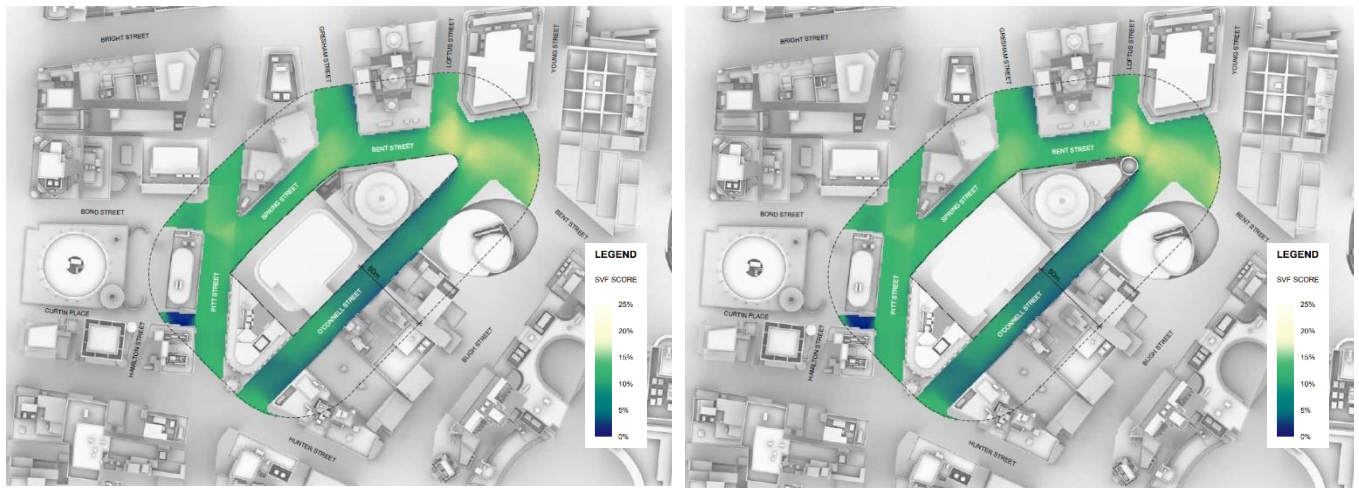 BRIGHT STREET
GRESHAM STREET
LOFTUS STREET
YOUNG STREET
BENT STREET
SPRING STREET
BOND STREET
PITT STREET
BENT STREET
50m
O'CONNELL STREET
CURTIN PLACE
HAMILTON STREET
BLIGH STREET
HUNTER STREET
LEGEND
SVF SCORE
25%
20%
15%
10%
5%
0%
BRIGHT STREET
GRESHAM STREET
LOFTUS STREET
YOUNG STREET
BENT STREET
SPRING STREET
BOND STREET
PITT STREET
BENT STREET
50m
O'CONNELL STREET
CURTIN PLACE
HAMILTON STREET
BLIGH STREET
HUNTER STREET
LEGEND
SVF SCORE
25%
20%
15%
10%
5%
0%